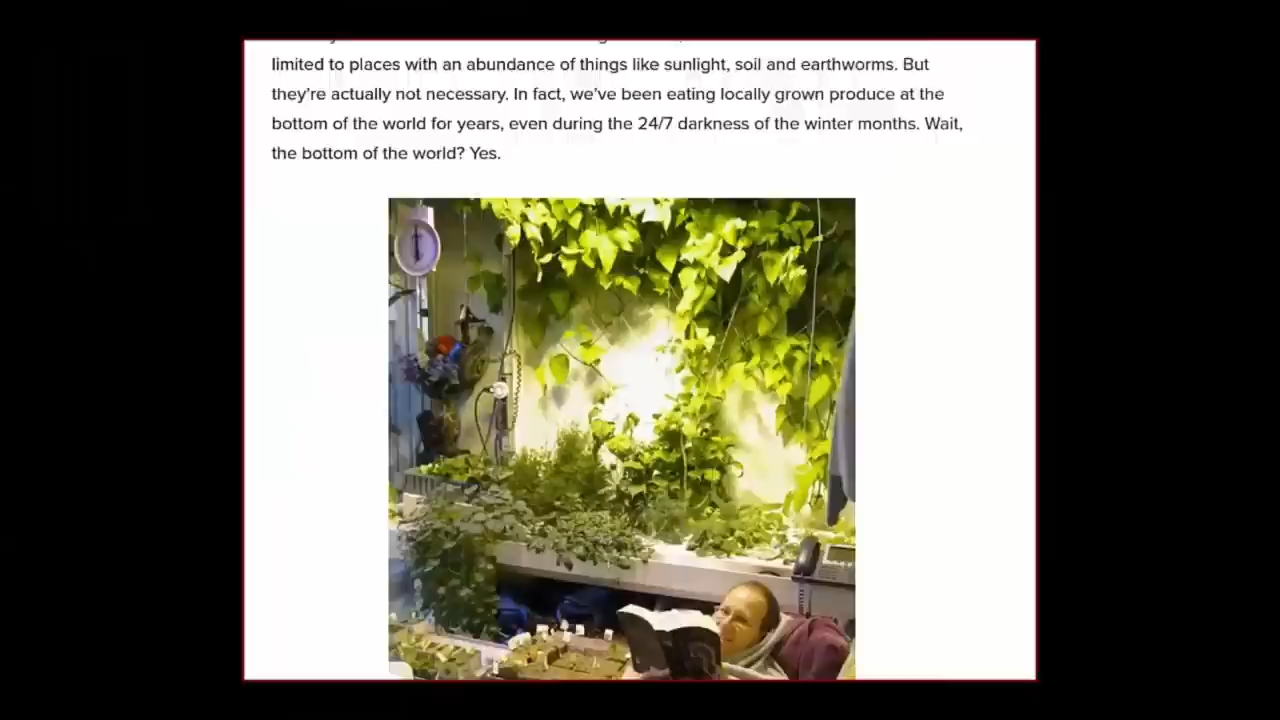 limited to places with an abundance of things like sunlight, soil and earthworms. But
they're actually not necessary. In fact, we've been eating locally grown produce at the
bottom of the world for years, even during the 24/7 darkness of the winter months. Wait,
the bottom of the world? Yes.